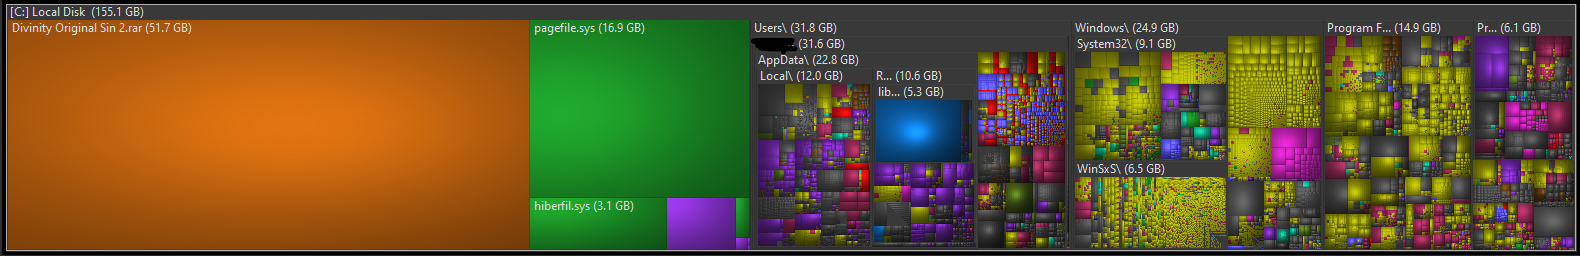 [C:] Local Disk (155.1 GB)
Divinity Original Sin 2.rar (51.7 GB)
pagefile.sys (16.9 GB)
hiberfil.sys (3.1 GB)
Users\ (31.8 GB)
(31.6 GB)
AppData\ (22.8 GB)
Local\ (12.0 GB)
R... (10.6 GB)
lib... (5.3 GB)
Windows\ (24.9 GB)
System32\ (9.1 GB)
WinSxS\ (6.5 GB)
Program F... (14.9 GB)
Pr... (6.1 GB)